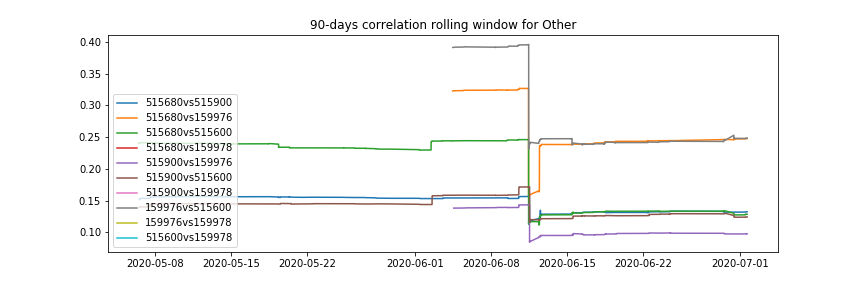 90-days correlation rolling window for Other
0.40
0.35
0.30
0.25
0.20
0.15
0.10
515680vs515900
515680vs159976
515680vs515600
515680vs159978
515900vs159976
515900vs515600
515900vs159978
159976vs515600
159976vs159978
515600vs159978
2020-05-08 2020-05-15 2020-05-22 2020-06-01 2020-06-08 2020-06-15 2020-06-22 2020-07-01